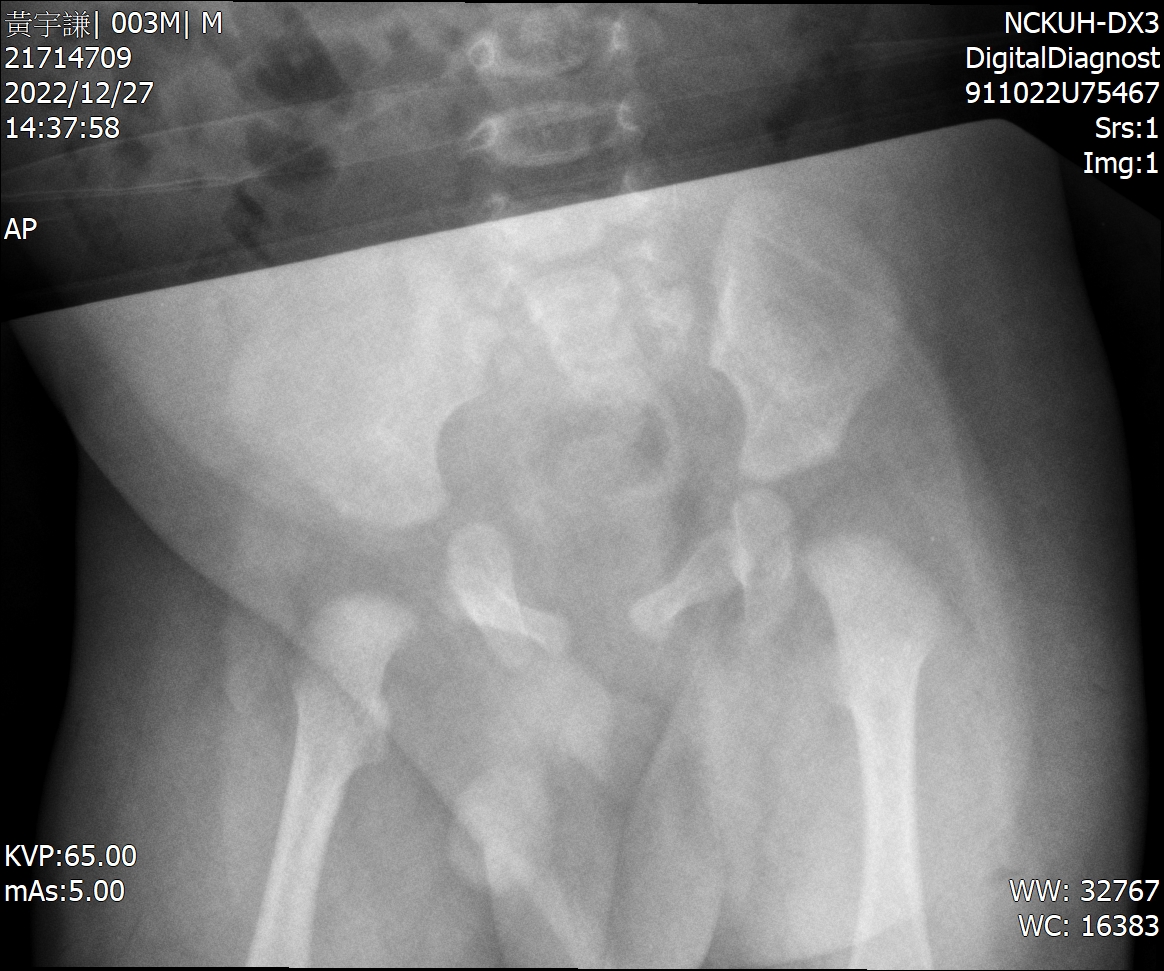 黃宇謙| 003M| M
21714709
2022/12/27
14:37:58
AP
NCKUH-DX3
DigitalDiagnost
911022U75467
Srs:1
Img:1
KVP:65.00
mAs:5.00
WW: 32767
WC: 16383